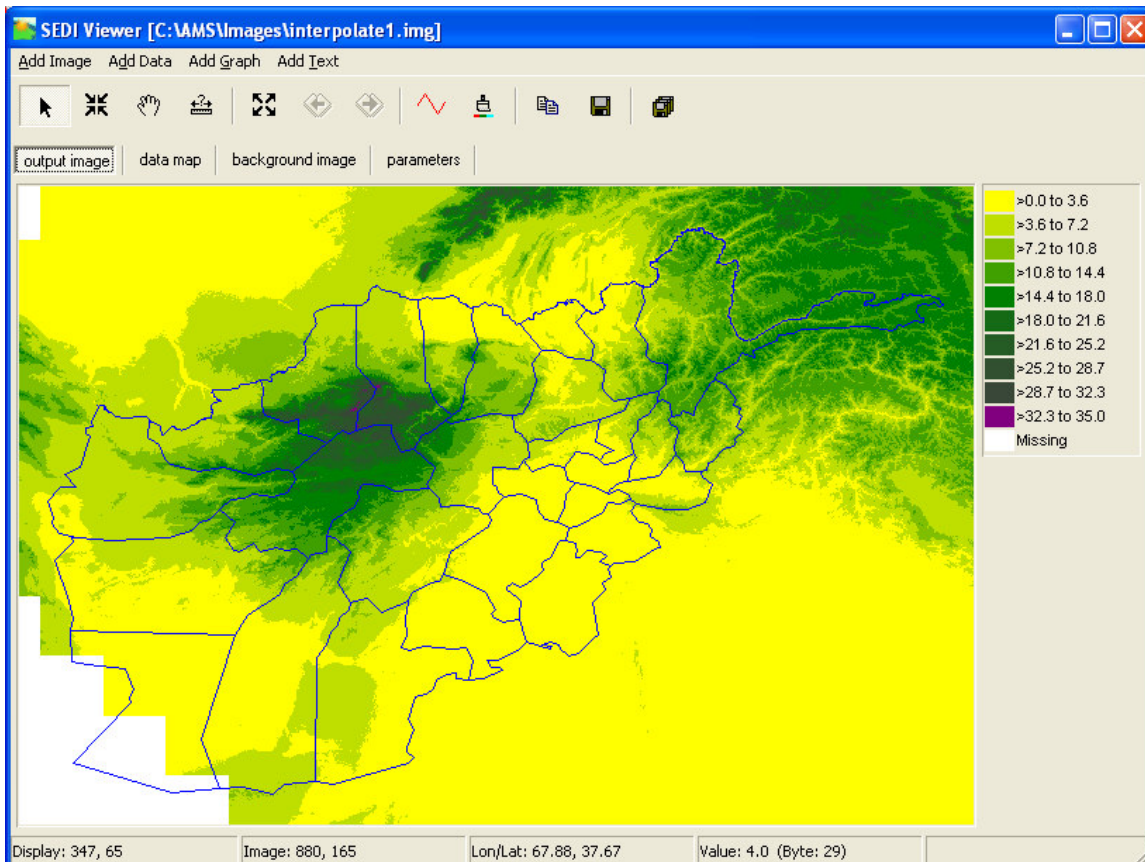 SEDI Viewer [C:\AMS\Images\interpolate1.img]
Add Image Add Data Add Graph Add Text
output image data map background image parameters
>0.0 to 3.6
>3.6 to 7.2
>7.2 to 10.8
>10.8 to 14.4
>14.4 to 18.0
>18.0 to 21.6
>21.6 to 25.2
>25.2 to 28.7
>28.7 to 32.3
>32.3 to 35.0
Missing
Display: 347, 65 Image: 880, 165 Lon/Lat: 67.88, 37.67 Value: 4.0 (Byte: 29)